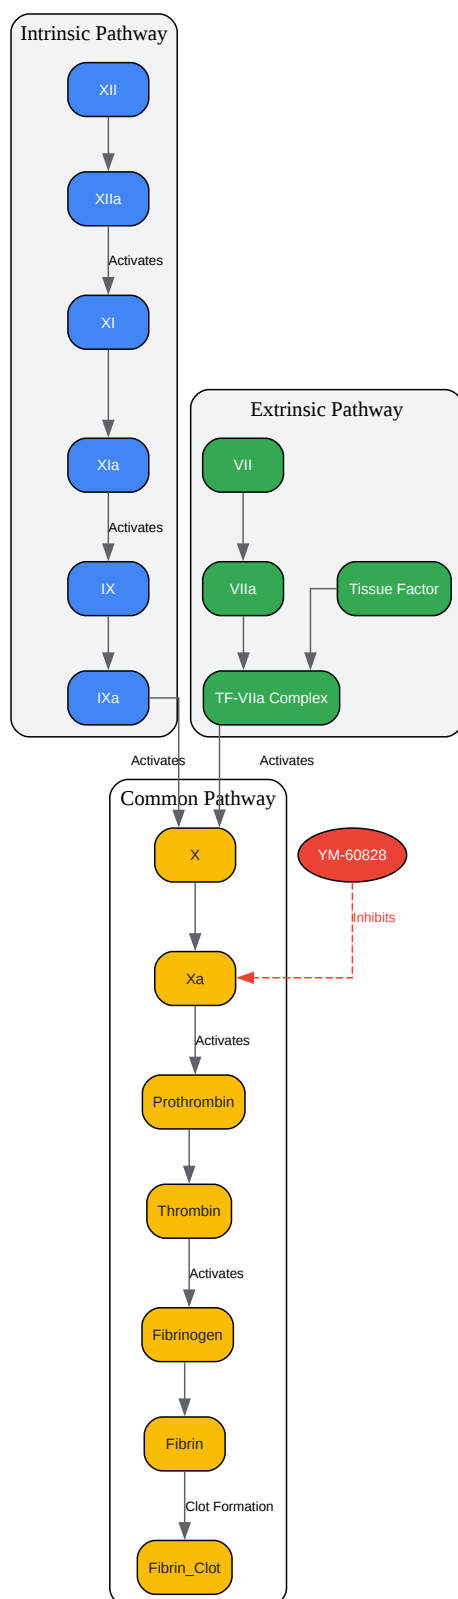 Intrinsic Pathway
XII
XIIa
Activates
XI
Extrinsic Pathway
XIa
VII
Activates
IX
VIIa
Tissue Factor
IXa
TF-VIIa Complex
Activates
Activates
Common Pathway
X
YM-60828
Inhibits
Xa
Activates
Prothrombin
Thrombin
Activates
Fibrinogen
Fibrin
Clot Formation
Fibrin_Clot